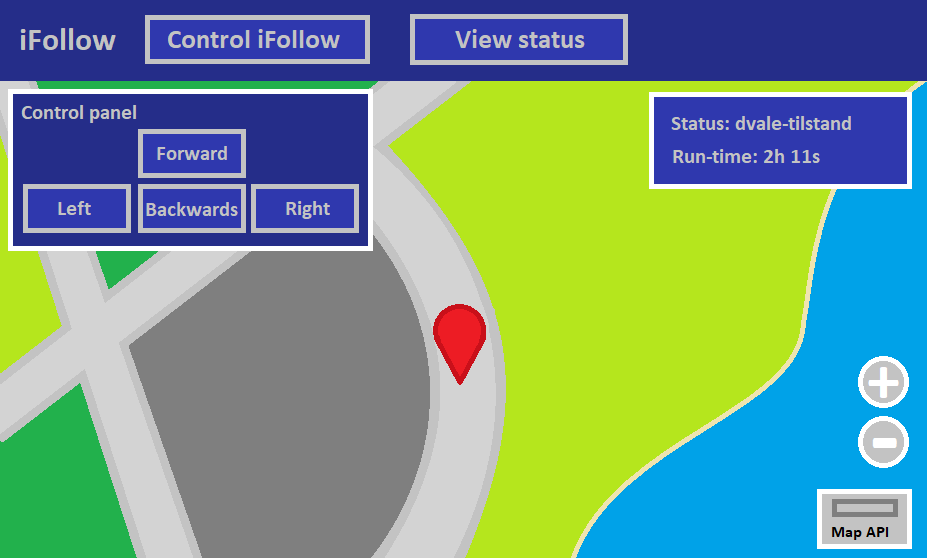 iFollow
Control iFollow
View status
Control panel
Forward
Left
Backwards
Right
Status: dvale-tilstand
Run-time: 2h 11s
Map API